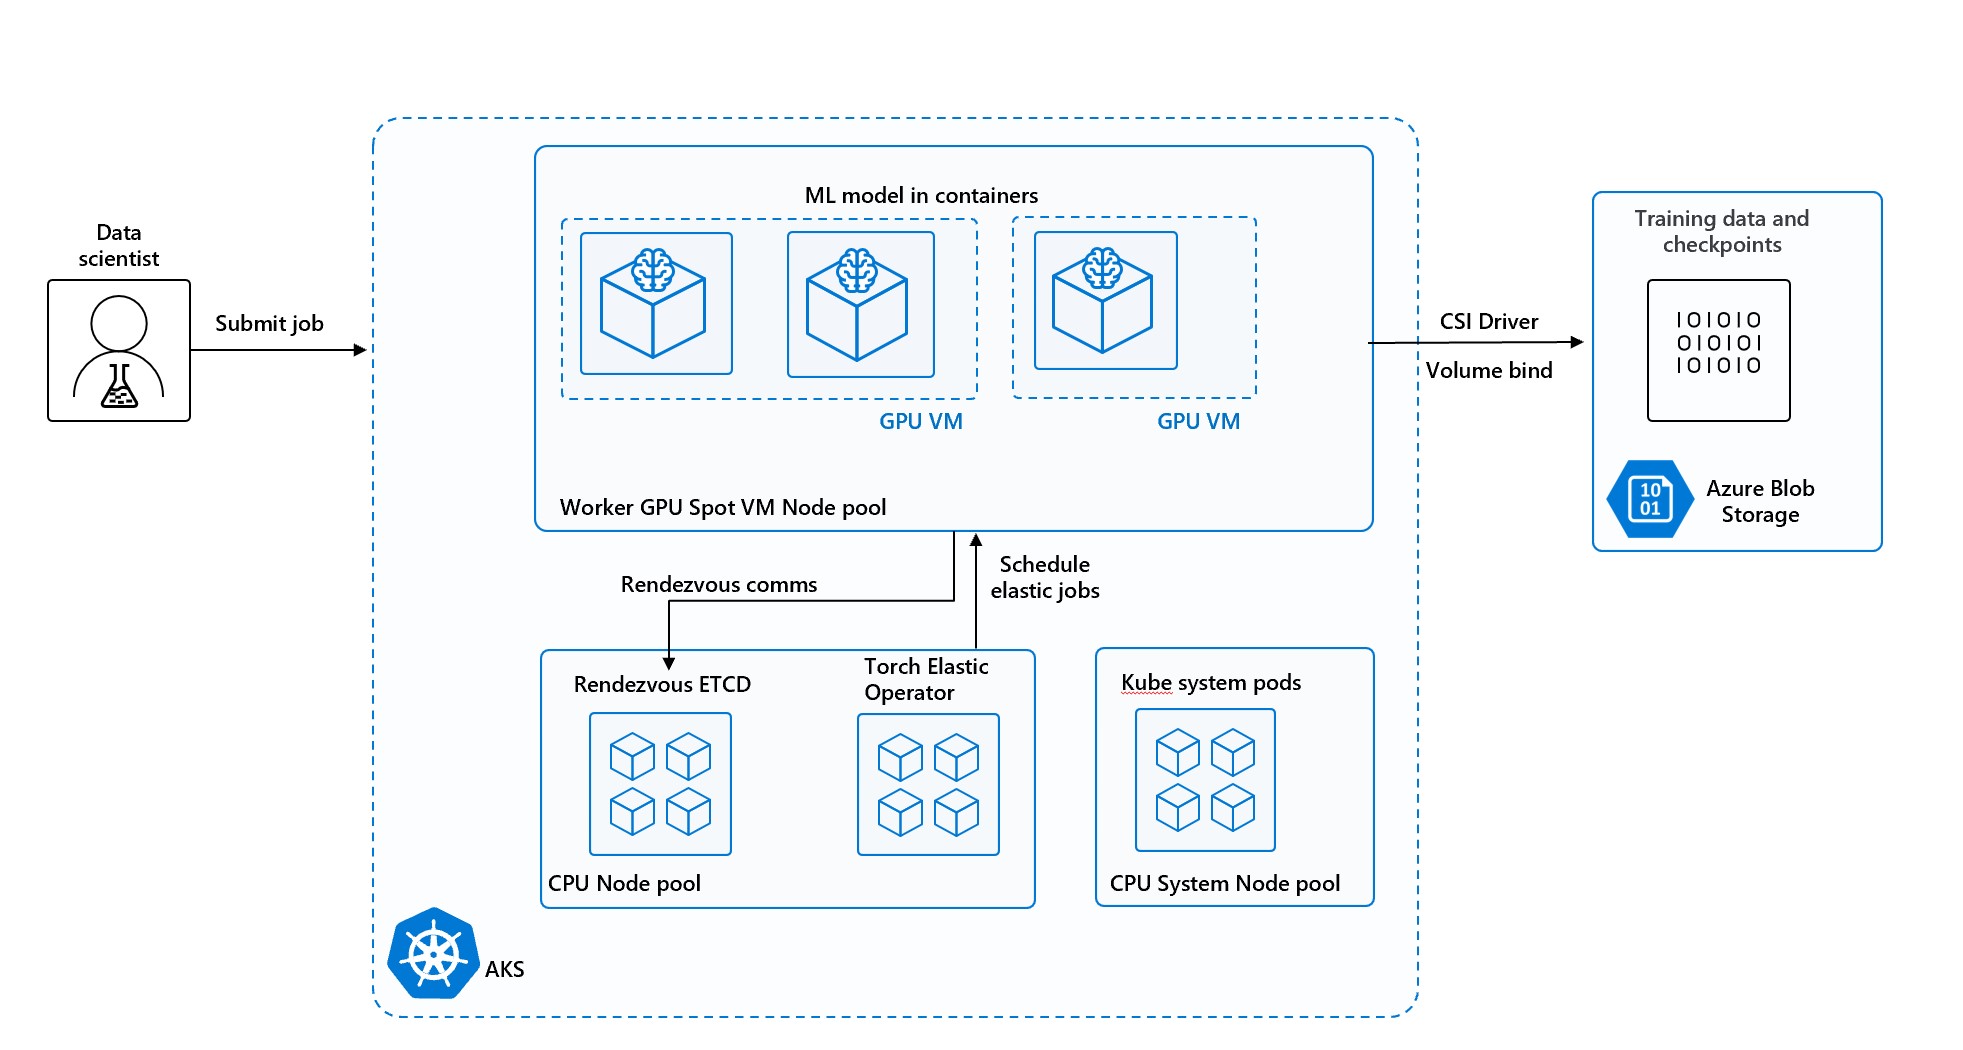 Data
scientist
Submit job
ML model in containers
GPU VM
GPU VM
Worker GPU Spot VM Node pool
CSI Driver
Volume bind
Training data and
checkpoints
101010
010101
101010
10
01
Azure Blob
Storage
Rendezvous comms
Schedule
elastic jobs
Rendezvous ETCD
Torch Elastic
Operator
CPU Node pool
Kube system pods
CPU System Node pool
AKS